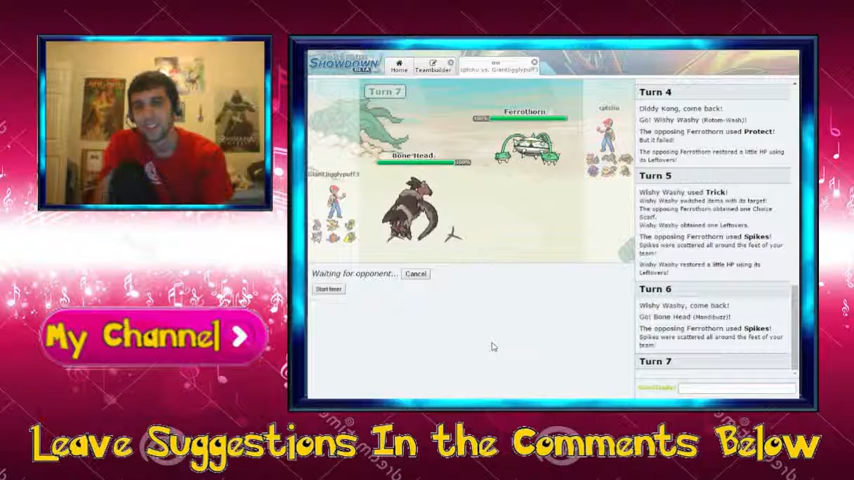 SHOWDOWN
BETA
Home
Teambuilder
Turn 7
Ferrothorn
100%
Bone Head
100%
Waiting for opponent...
Cancel
Start timer
Turn 4
Diddy Kong, come back!
Go! Wishy Washy (Rotom-Wash)!
The opposing Ferrothorn used Protect!
But it failed!
The opposing Ferrothorn restored a little HP using
its Leftovers!
Turn 5
Wishy Washy used Trick!
Wishy Washy switched items with its target!
The opposing Ferrothorn obtained one Choice
Scarf.
Wishy Washy obtained one Leftovers.
The opposing Ferrothorn used Spikes!
Spikes were scattered all around the feet of your
team!
Wishy Washy restored a little HP using its
Leftovers!
Turn 6
Wishy Washy, come back!
Go! Bone Head (Mandibuzz)!
The opposing Ferrothorn used Spikes!
Spikes were scattered all around the feet of your
team!
Turn 7
My Channel
Leave Suggestions In the Comments Below